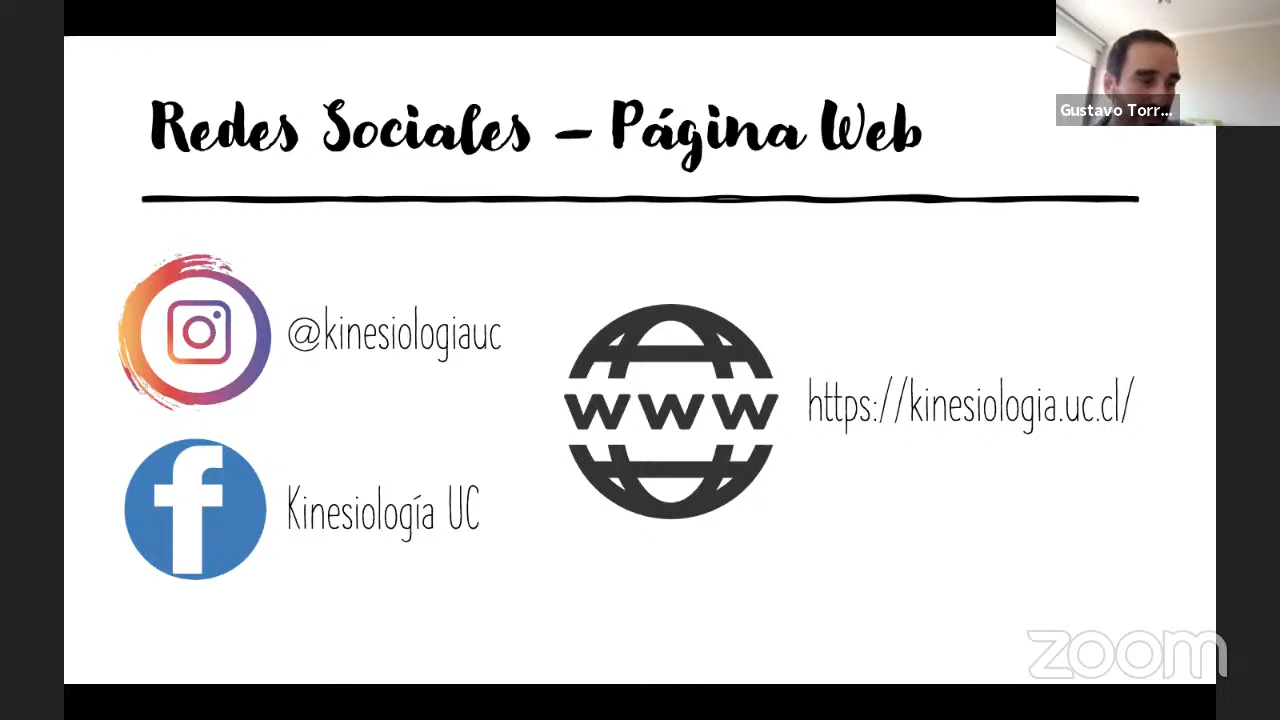 Redes Sociales – Página Web
Gustavo Torr...
@kinesiologiauc
www
https://kinesiologia.uc.cl/
Kinesiología UC
zoom